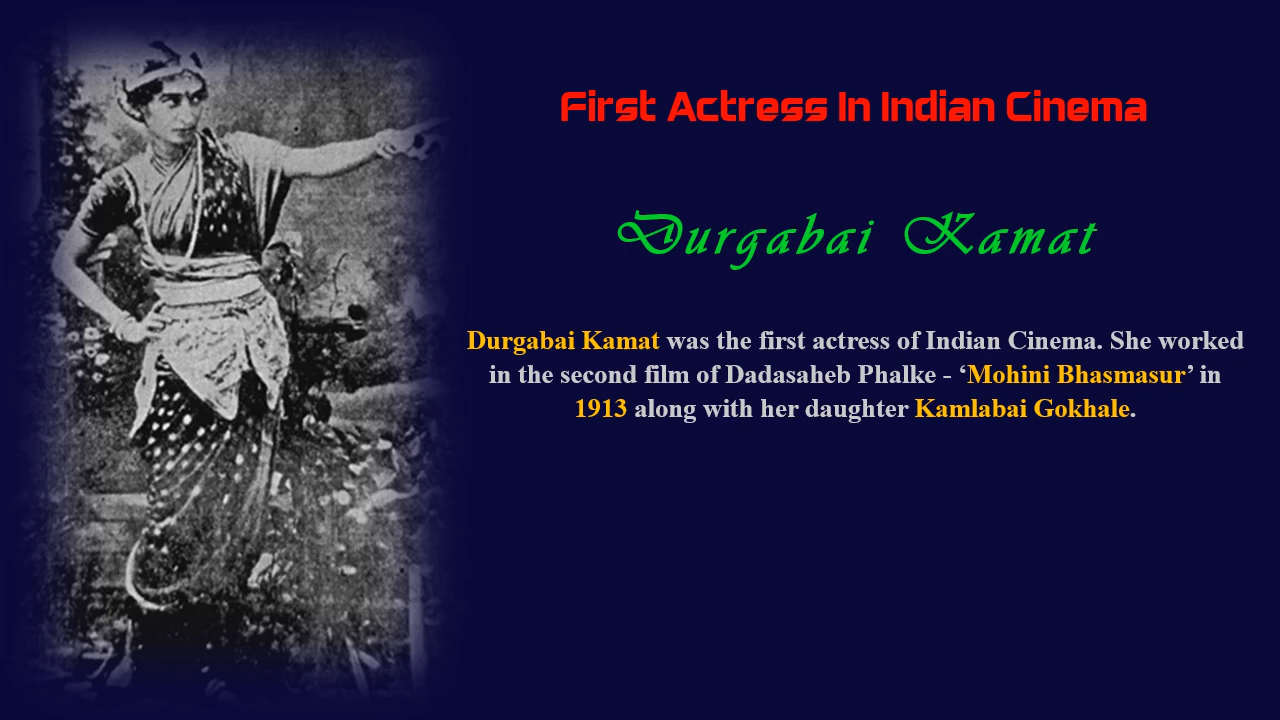 First Actress In Indian Cinema
Durgabai Kamat
Durgabai Kamat was the first actress of Indian Cinema. She worked
in the second film of Dadasaheb Phalke - ‘Mohini Bhasmasur’ in
1913 along with her daughter Kamlabai Gokhale.